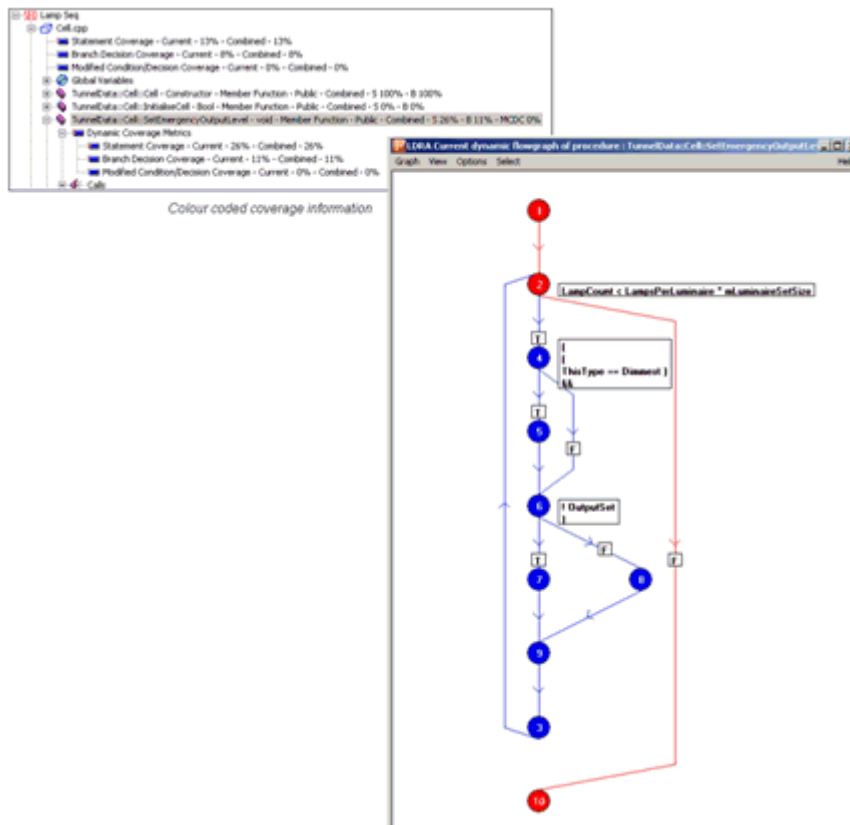 SEQ Lamp Seq
Cell.cpp
Statement Coverage - Current - 13% - Combined - 13%
Branch Decision Coverage - Current - 8% - Combined - 8%
Modified Condition/Decision Coverage - Current - 0% - Combined - 0%
Global Variables
TunnelData::Cell::Cell - Constructor - Member Function - Public - Combined - S 100% - B 100%
TunnelData::Cell::InitialiseCell - Bool - Member Function - Public - Combined - S 0% - B 0%
TunnelData::Cell::SetEmergencyOutputLevel - void - Member Function - Public - Combined - S 26% - B 11% - MCDC 0%
Dynamic Coverage Metrics
Statement Coverage - Current - 26% - Combined - 26%
Branch Decision Coverage - Current - 11% - Combined - 11%
Modified Condition/Decision Coverage - Current - 0% - Combined - 0%
Calls
Colour coded coverage information
LDRA Current dynamic flowgraph of procedure : TunnelData::Cell::SetEmergencyOutputLe
Graph View Options Select Hel
1
2
LampCount < LampsPerLuminaire * mLuminaireSetSize
T
4
(
(
ThisType == Dimmest )
&&
T
5
F
6
! OutputSet
)
F
T
F
7
8
9
3
10